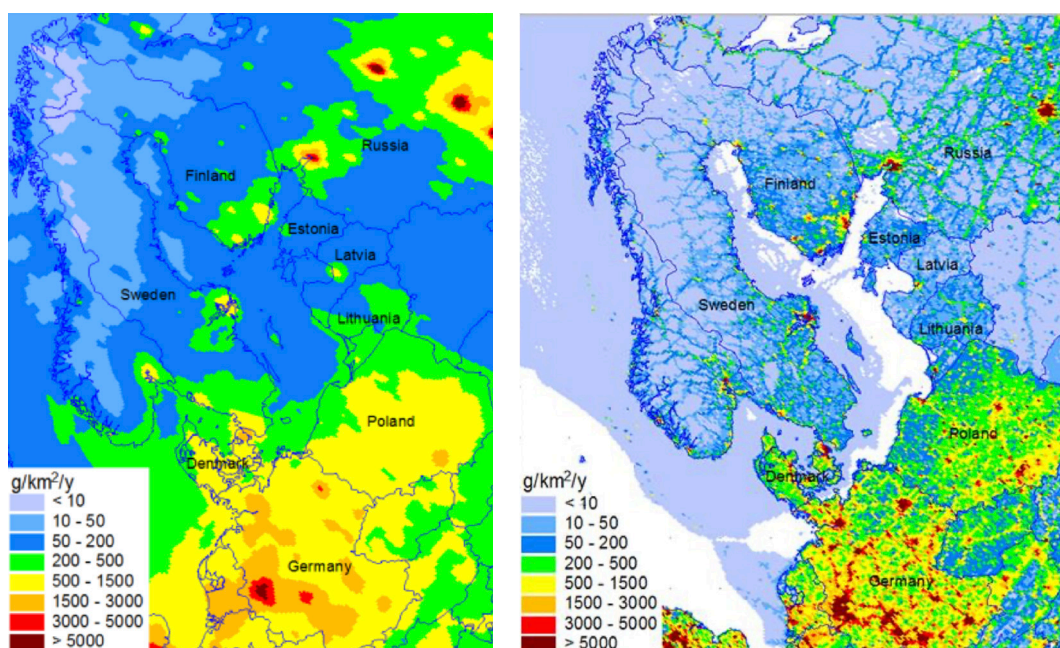 Russia
Finland
Estonia
Latvia
Sweden
Lithuania
Poland
Denmark
Germany
g/km²/y
< 10
10 - 50
50 - 200
200 - 500
500 - 1500
1500 - 3000
3000 - 5000
> 5000
Russia
Finland
Estonia
Latvia
Sweden
Lithuania
Poland
Denmark
Germany
g/km²/y
< 10
10 - 50
50 - 200
200 - 500
500 - 1500
1500 - 3000
3000 - 5000
> 5000